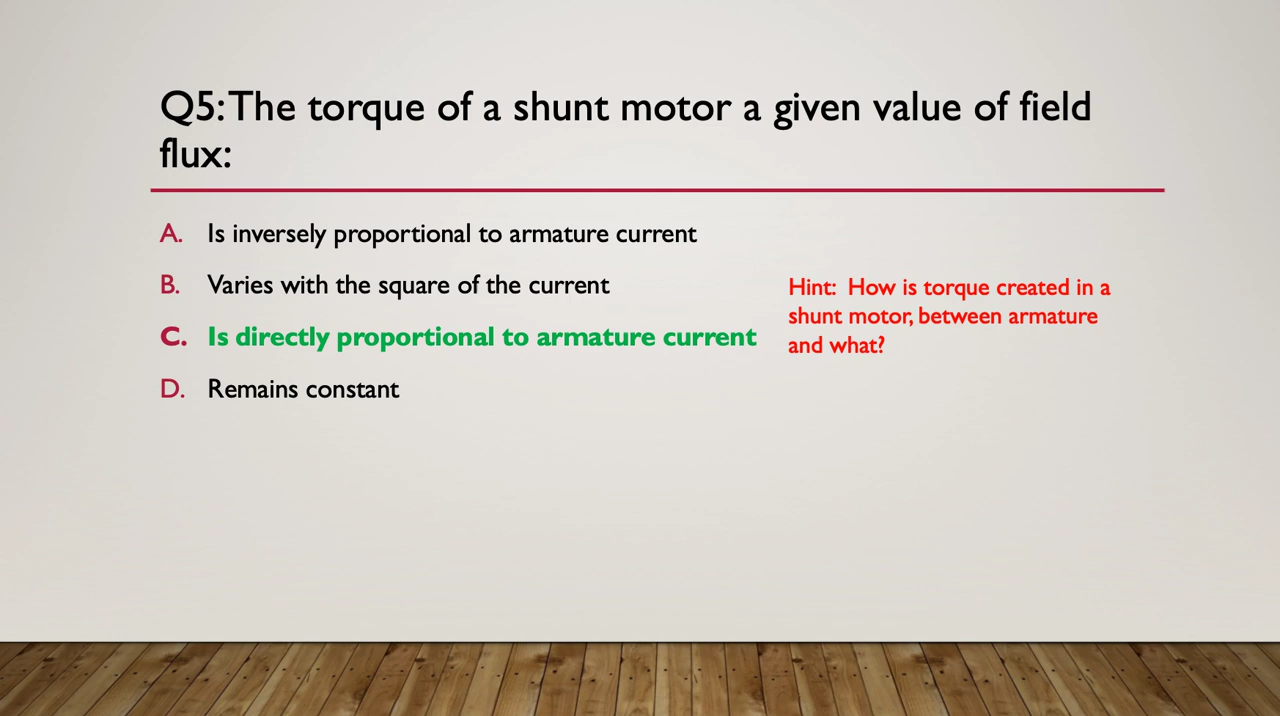 Q5: The torque of a shunt motor a given value of field
flux:
A. Is inversely proportional to armature current
B. Varies with the square of the current
C. Is directly proportional to armature current
D. Remains constant
Hint: How is torque created in a
shunt motor, between armature
and what?